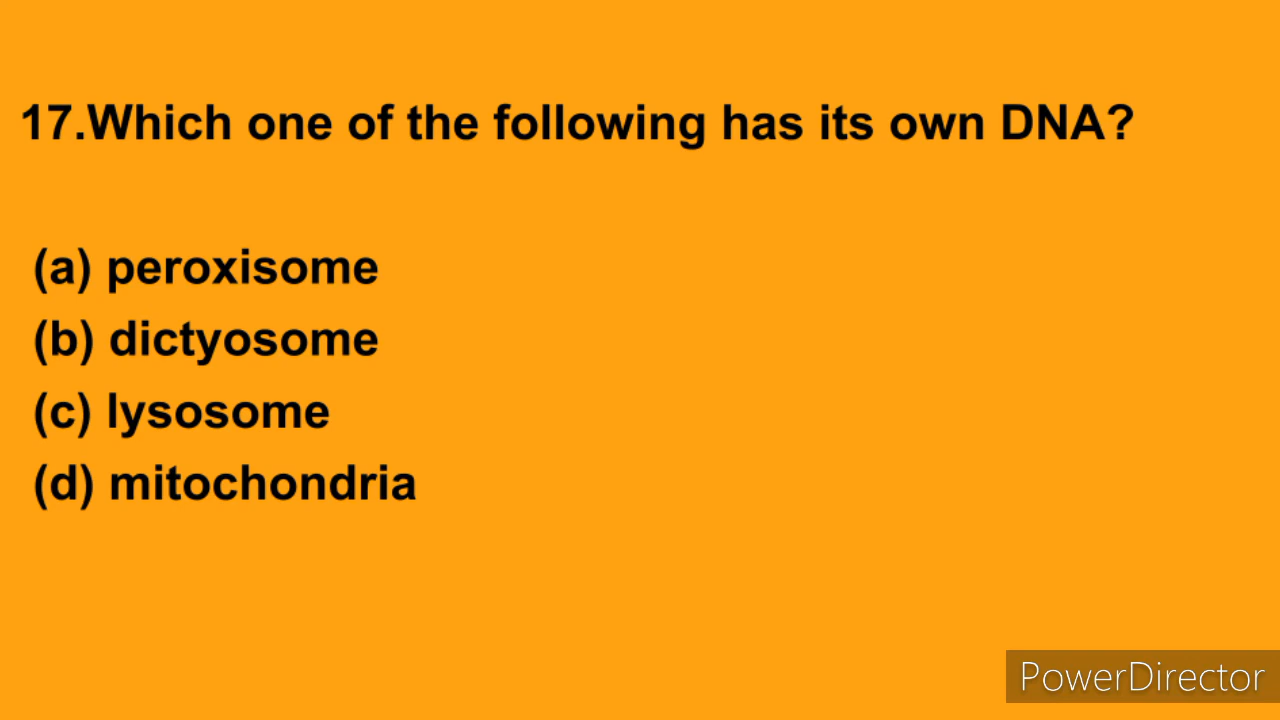 17.Which one of the following has its own DNA?
(a) peroxisome
(b) dictyosome
(c) lysosome
(d) mitochondria
PowerDirector